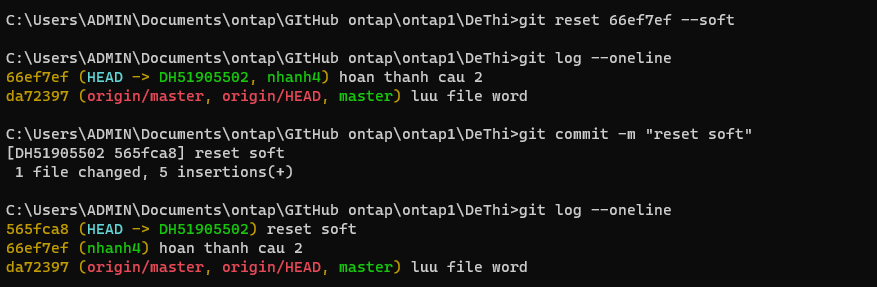 C:\Users\ADMIN\Documents\ontap\GItHub ontap\ontap1\DeThi>git reset 66ef7ef --soft
C:\Users\ADMIN\Documents\ontap\GItHub ontap\ontap1\DeThi>git log --oneline
66ef7ef (HEAD -> DH51905502, nhanh4) hoan thanh cau 2
da72397 (origin/master, origin/HEAD, master) luu file word
C:\Users\ADMIN\Documents\ontap\GItHub ontap\ontap1\DeThi>git commit -m "reset soft"
[DH51905502 565fca8] reset soft
 1 file changed, 5 insertions(+)
C:\Users\ADMIN\Documents\ontap\GItHub ontap\ontap1\DeThi>git log --oneline
565fca8 (HEAD -> DH51905502) reset soft
66ef7ef (nhanh4) hoan thanh cau 2
da72397 (origin/master, origin/HEAD, master) luu file word